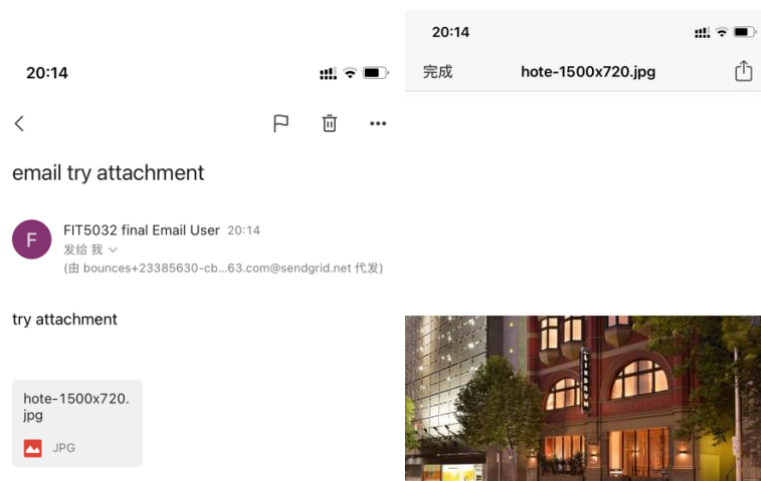 20:14
email try attachment
F
FIT5032 final Email User 20:14
发给 我
(由 bounces+23385630-cb...63.com@sendgrid.net 代发)
try attachment
hote-1500x720.
jpg
JPG
20:14
完成 hote-1500x720.jpg
LINDRUM